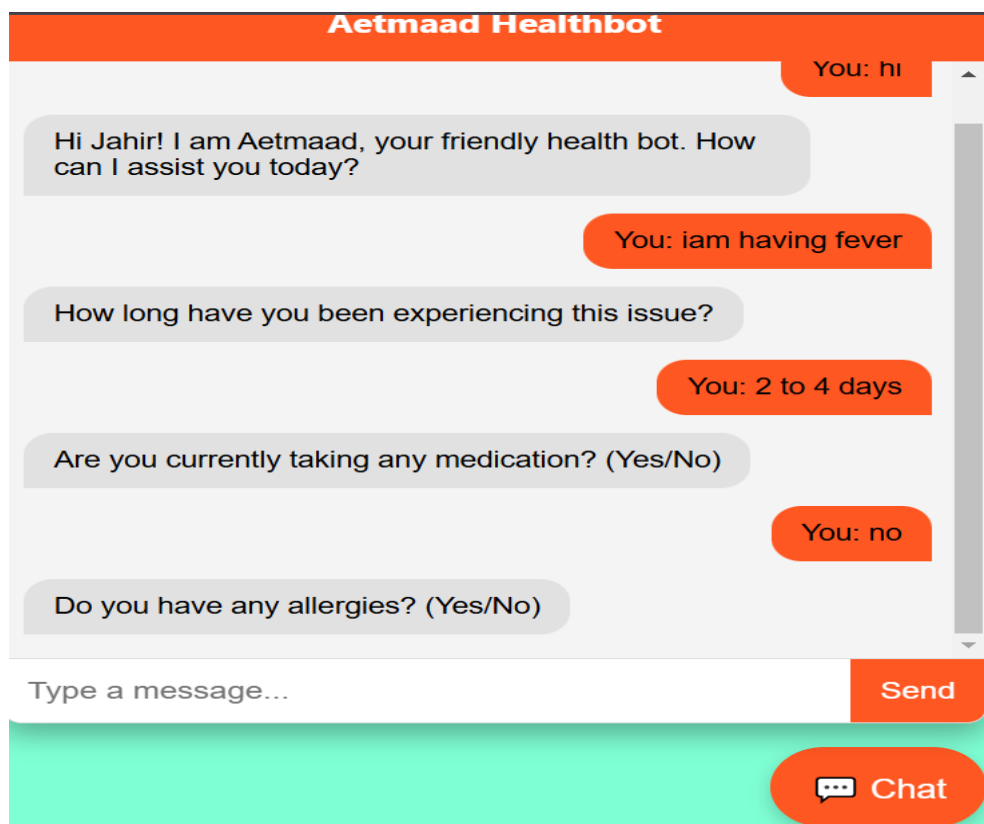 Aetmaad Healthbot
You: hi
Hi Jahir! I am Aetmaad, your friendly health bot. How
can I assist you today?
You: iam having fever
How long have you been experiencing this issue?
You: 2 to 4 days
Are you currently taking any medication? (Yes/No)
You: no
Do you have any allergies? (Yes/No)
Type a message...
Send
Chat